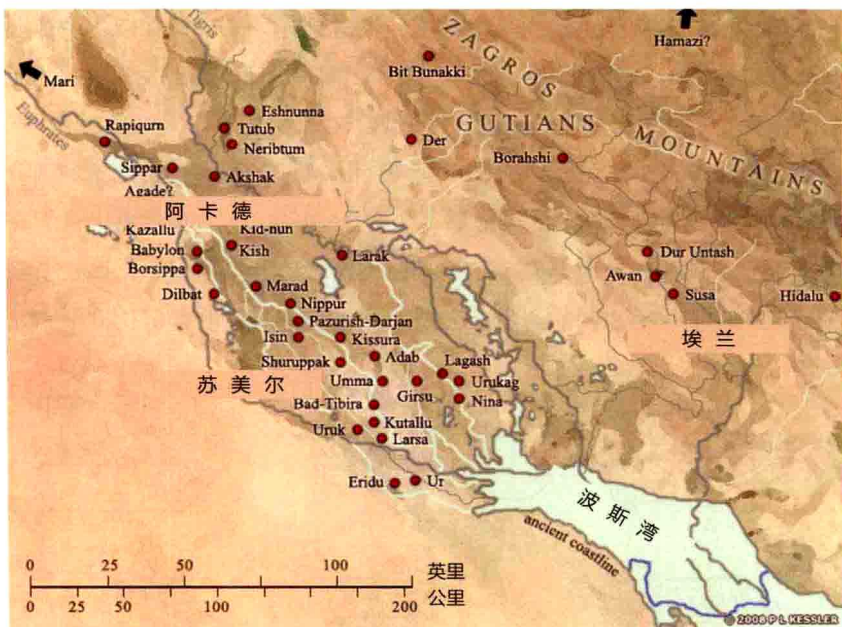 Tigris
Hamazi?
ZAGROS
Mari
Bit Bunakki
Eshnunna
Euphrates
Rapiqurn
Tutub
GUTIANS
MOUNTAINS
Neribtum
Der
Borahshi
Sippar
Akshak
Agade?
阿卡德
Kazallu
Kid-nun
Babylon
Kish
Larak
Dur Untash
Borsippa
Awan
Dilbat
Marad
Susa
Hidalu
Nippur
Pazurish-Darjan
Isin
Kissura
埃兰
Shuruppak
Adab
Lagash
苏美尔
Umma
Girsu
Urukag
Bad-Tibira
Nina
Kutallu
Uruk
Larsa
Eridu
Ur
波斯湾
ancient coastline
0 25 50 100 英里
0 25 50 100 200 公里
© 2008 P L KESSLER